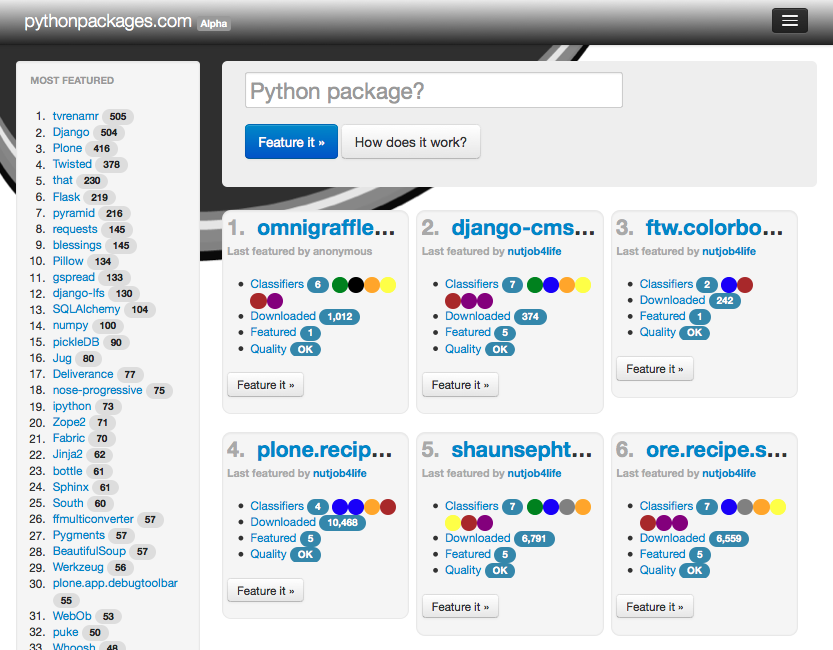 pythonpackages.com Alpha
MOST FEATURED
1. tvrenamr 505
2. Django 504
3. Plone 416
4. Twisted 378
5. that 230
6. Flask 219
7. pyramid 216
8. requests 145
9. blessings 145
10. Pillow 134
11. gspread 133
12. django-lfs 130
13. SQLAlchemy 104
14. numpy 100
15. pickleDB 90
16. Jug 80
17. Deliverance 77
18. nose-progressive 75
19. ipython 73
20. Zope2 71
21. Fabric 70
22. Jinja2 62
23. bottle 61
24. Sphinx 61
25. South 60
26. ffmulticonverter 57
27. Pygments 57
28. BeautifulSoup 57
29. Werkzeug 56
30. plone.app.debugtoolbar
55
31. WebOb 53
32. puke 50
33. Whoosh 48
Python package?
Feature it »
How does it work?
1. omnigraffle...
Last featured by anonymous
Classifiers 6
Downloaded 1,012
Featured 1
Quality OK
Feature it »
2. django-cms...
Last featured by nutjob4life
Classifiers 7
Downloaded 374
Featured 5
Quality OK
Feature it »
3. ftw.colorbo...
Last featured by nutjob4life
Classifiers 2
Downloaded 242
Featured 1
Quality OK
Feature it »
4. plone.recip...
Last featured by nutjob4life
Classifiers 4
Downloaded 10,468
Featured 5
Quality OK
Feature it »
5. shaunsepht...
Last featured by nutjob4life
Classifiers 7
Downloaded 6,791
Featured 5
Quality OK
Feature it »
6. ore.recipe.s...
Last featured by nutjob4life
Classifiers 7
Downloaded 6,559
Featured 5
Quality OK
Feature it »